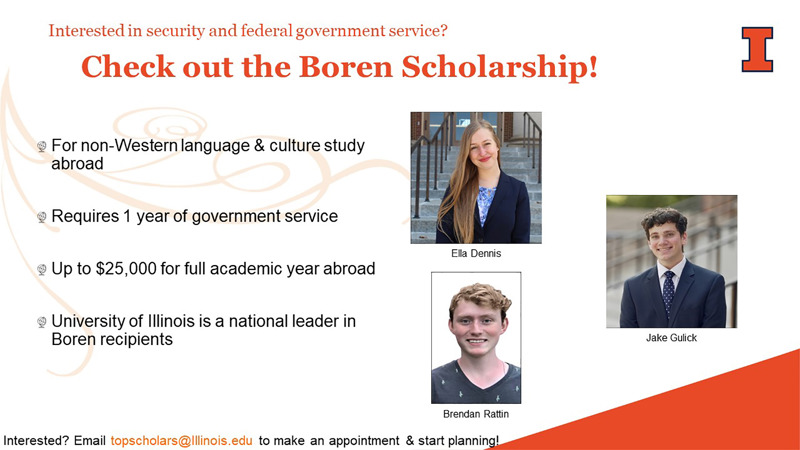 Interested in security and federal government service?
Check out the Boren Scholarship!
I
For non-Western language & culture study
abroad
Requires 1 year of government service
Up to $25,000 for full academic year abroad
University of Illinois is a national leader in
Boren recipients
Ella Dennis
Jake Gulick
Brendan Rattin
Interested? Email topscholars@Illinois.edu to make an appointment & start planning!